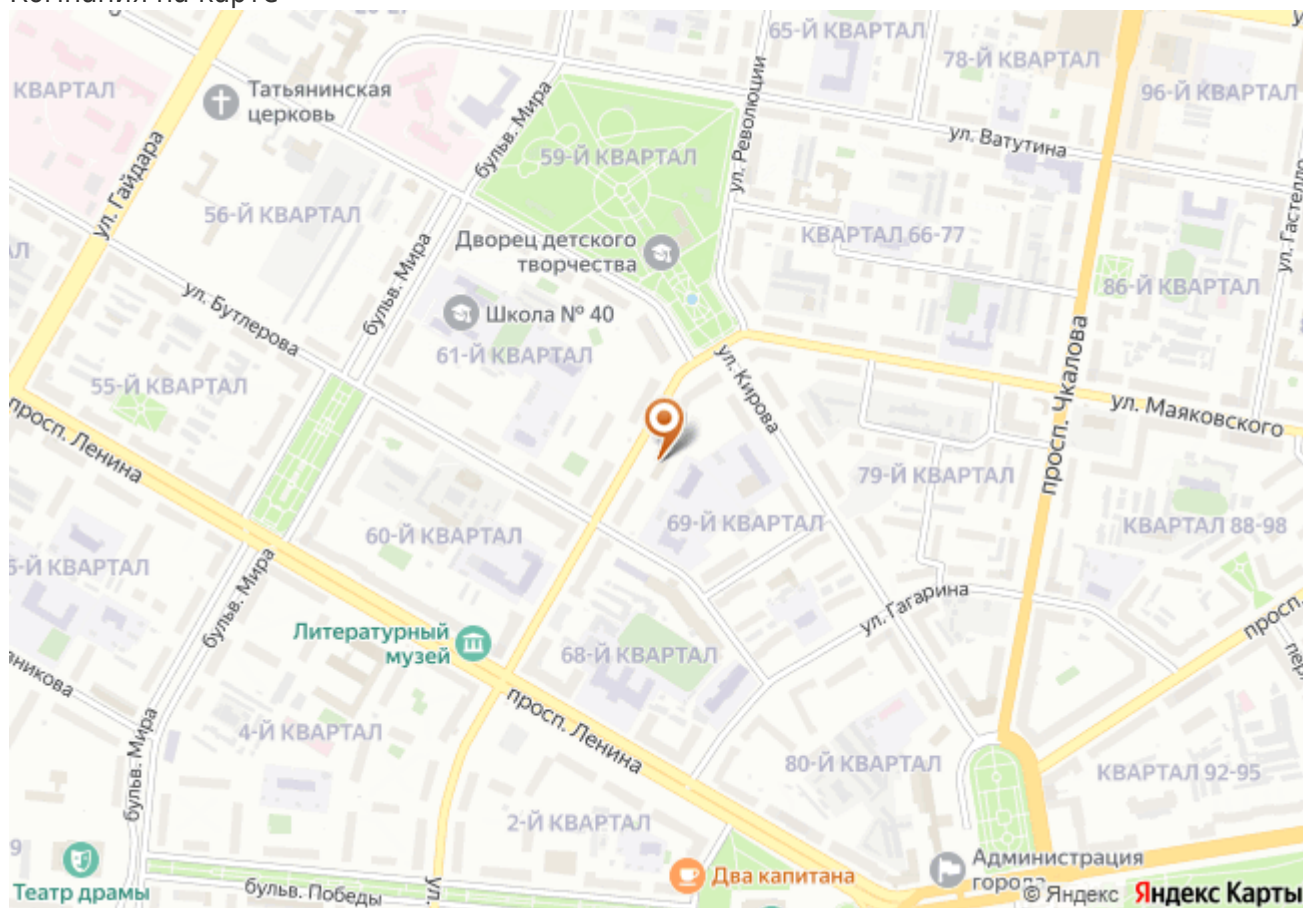 65-Й КВАРТАЛ
78-Й КВАРТАЛ
96-Й КВАРТАЛ
КВАРТАЛ
Татьянинская
церковь
бульв. Мира
ул. Революции
ул. Ватутина
59-Й КВАРТАЛ
ул. Гайдара
56-Й КВАРТАЛ
бульв. Мира
Дворец детского
творчества
КВАРТАЛ 66-77
86-Й КВАРТАЛ
Школа № 40
ул. Бутлерова
61-Й КВАРТАЛ
55-Й КВАРТАЛ
ул. Кирова
просп. Чкалова
ул. Маяковского
просп. Ленина
79-Й КВАРТАЛ
69-Й КВАРТАЛ
КВАРТАЛ 88-98
60-Й КВАРТАЛ
бульв. Мира
ул. Гагарина
просп.
Литературный
музей
68-Й КВАРТАЛ
просп. Ленина
4-Й КВАРТАЛ
бульв. Мира
80-Й КВАРТАЛ
КВАРТАЛ 92-95
2-Й КВАРТАЛ
Театр драмы
бульв. Победы
ул.
Два капитана
Администрация
города
© Яндекс Яндекс Карты